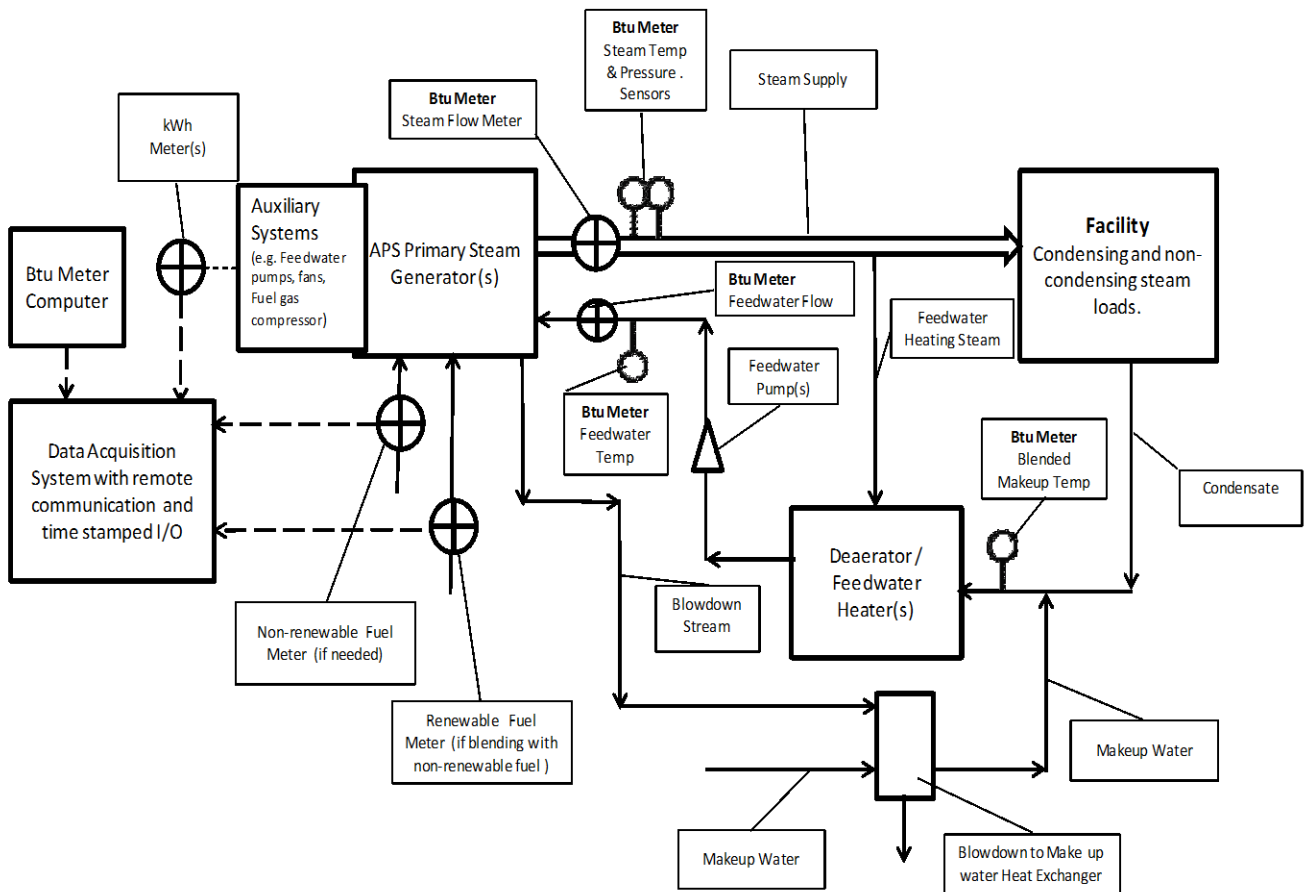 Btu Meter
Steam Temp
& Pressure .
Sensors
Steam Supply
Btu Meter
Steam Flow Meter
kWh
Meter(s)
Auxiliary
Systems
(e.g. Feedwater
pumps, fans,
Fuel gas
compressor)
APS Primary Steam
Generator(s)
Facility
Condensing and non-
condensing steam
loads.
Btu Meter
Computer
Btu Meter
Feedwater Flow
Feedwater
Heating Steam
Feedwater
Pump(s)
Btu Meter
Feedwater
Temp
Btu Meter
Blended
Makeup Temp
Condensate
Data Acquisition
System with remote
communication and
time stamped I/O
Deaerator /
Feedwater
Heater(s)
Blowdown
Stream
Non-renewable Fuel
Meter (if needed)
Renewable Fuel
Meter (if blending with
non-renewable fuel )
Makeup Water
Makeup Water
Blowdown to Make up
water Heat Exchanger